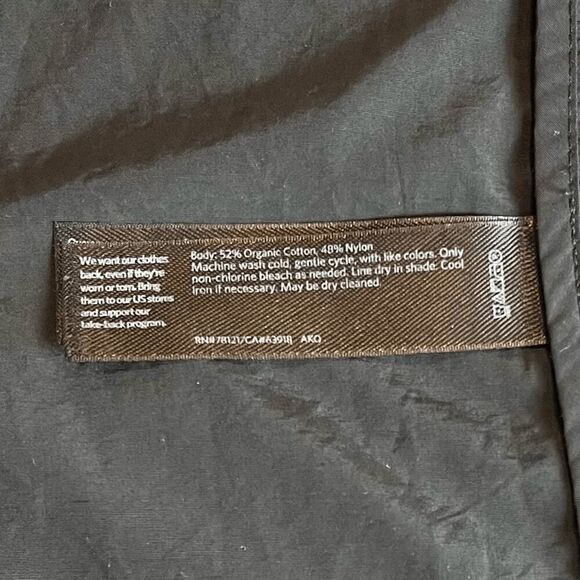 We want our clothes
back, even if they're
worn or torn. Bring
them to our US stores
and support our
take-back program.
Body: 52% Organic Cotton, 48% Nylon
Machine wash cold, gentle cycle, with like colors. Only
non-chlorine bleach as needed. Line dry in shade. Cool
iron if necessary. May be dry cleaned.
RN#78121/CA#63918 AKO